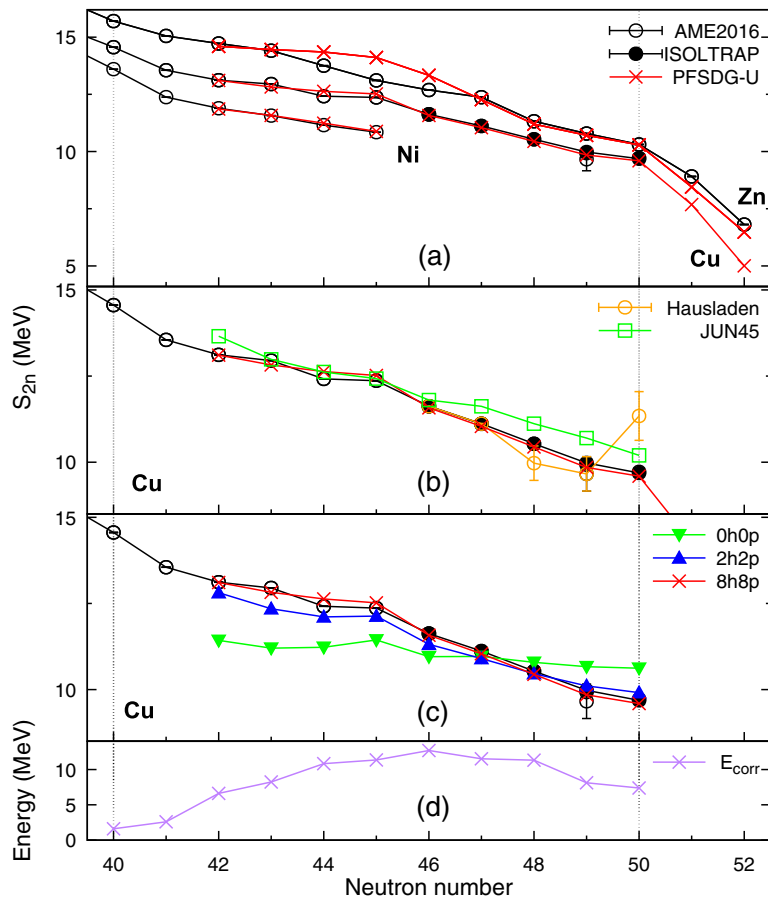 15
10
5
AME2016
ISOLTRAP
PFSDG-U
Ni
Zn
Cu
(a)
S2n (MeV)
15
10
Hausladen
JUN45
Cu
(b)
15
10
0h0p
2h2p
8h8p
Cu
(c)
Energy (MeV)
10
5
0
Ecorr
(d)
40 42 44 46 48 50 52
Neutron number